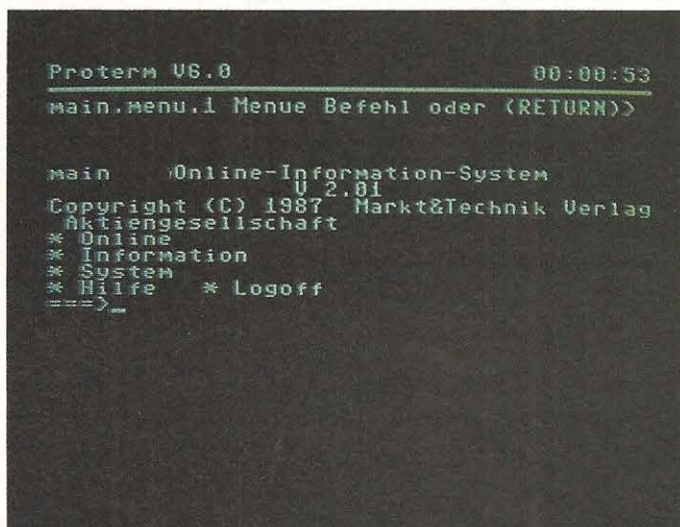 Proterm V6.0 00:00:53
main.menu.i Menue Befehl oder (RETURN)>
main )Online-Information-System
V 2.01
Copyright (C) 1987 Markt&Technik Verlag
Aktiengesellschaft
* Online
* Information
* System
* Hilfe * Logoff
===>_